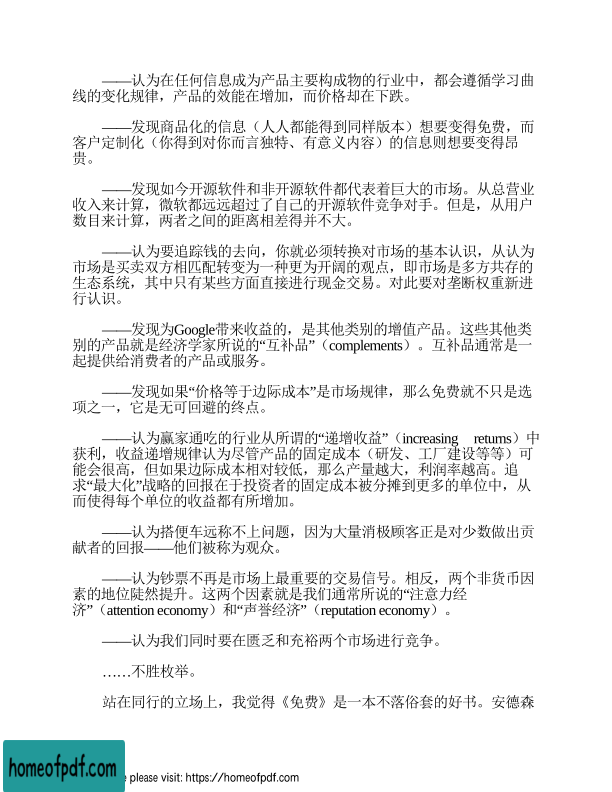 ——认为在任何信息成为产品主要构成物的行业中，都会遵循学习曲
线的变化规律，产品的效能在增加，而价格却在下跌。
——发现商品化的信息（人人都能得到同样版本）想要变得免费，而
客户定制化（你得到对你而言独特、有意义内容）的信息则想要变得昂
贵。
——发现如今开源软件和非开源软件都代表着巨大的市场。从总营业
收入来计算，微软都远远超过了自己的开源软件竞争对手。但是，从用户
数目来计算，两者之间的距离相差得并不大。
——认为要追踪钱的去向，你就必须转换对市场的基本认识，从认为
市场是买卖双方相匹配转变为一种更为开阔的观点，即市场是多方共存的
生态系统，其中只有某些方面直接进行现金交易。对此要对垄断权重新进
行认识。
——发现为Google带来收益的，是其他类别的增值产品。这些其他类
别的产品就是经济学家所说的“互补品”（complements）。互补品通常是一
起提供给消费者的产品或服务。
——发现如果“价格等于边际成本”是市场规律，那么免费就不只是选
项之一，它是无可回避的终点。
——认为赢家通吃的行业从所谓的“递增收益”（increasing returns）中
获利，收益递增规律认为尽管产品的固定成本（研发、工厂建设等等）可
能会很高，但如果边际成本相对较低，那么产量越大，利润率越高。追
求“最大化”战略的回报在于投资者的固定成本被分摊到更多的单位中，从
而使得每个单位的收益都有所增加。
——认为搭便车远称不上问题，因为大量消极顾客正是对少数做出贡
献者的回报——他们被称为观众。
——认为钞票不再是市场上最重要的交易信号。相反，两个非货币因
素的地位陡然提升。这两个因素就是我们通常所说的“注意力经
济”（attention economy）和“声誉经济”（reputation economy）。
——认为我们同时要在匮乏和充裕两个市场进行竞争。
……不胜枚举。
站在同行的立场上，我觉得《免费》是一本不落俗套的好书。安德森
homeofpdf.com
e please visit: https://homeofpdf.com